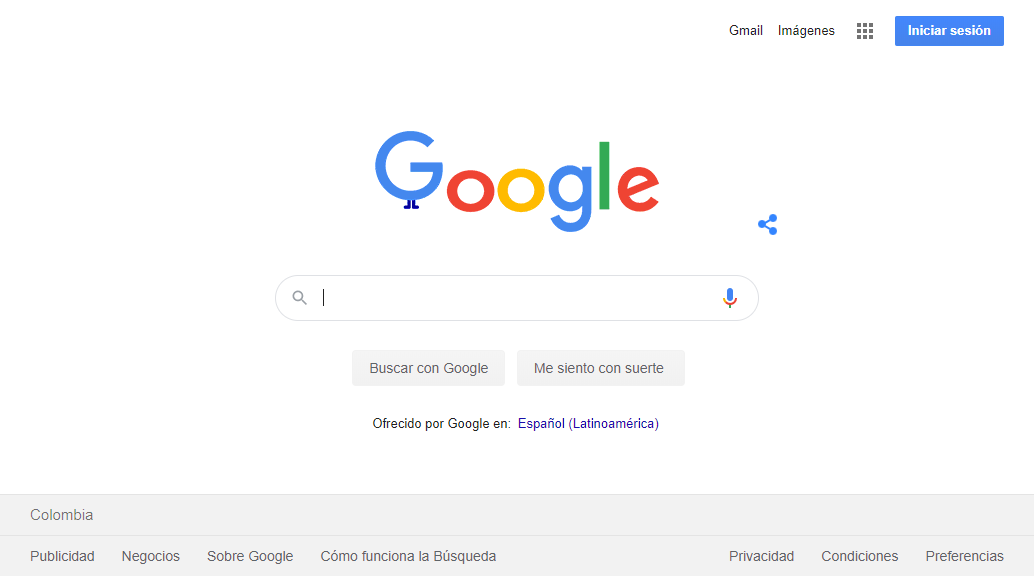 Gmail Imágenes Iniciar sesión
Google
Buscar con Google Me siento con suerte
Ofrecido por Google en: Español (Latinoamérica)
Colombia
Publicidad Negocios Sobre Google Cómo funciona la Búsqueda Privacidad Condiciones Preferencias